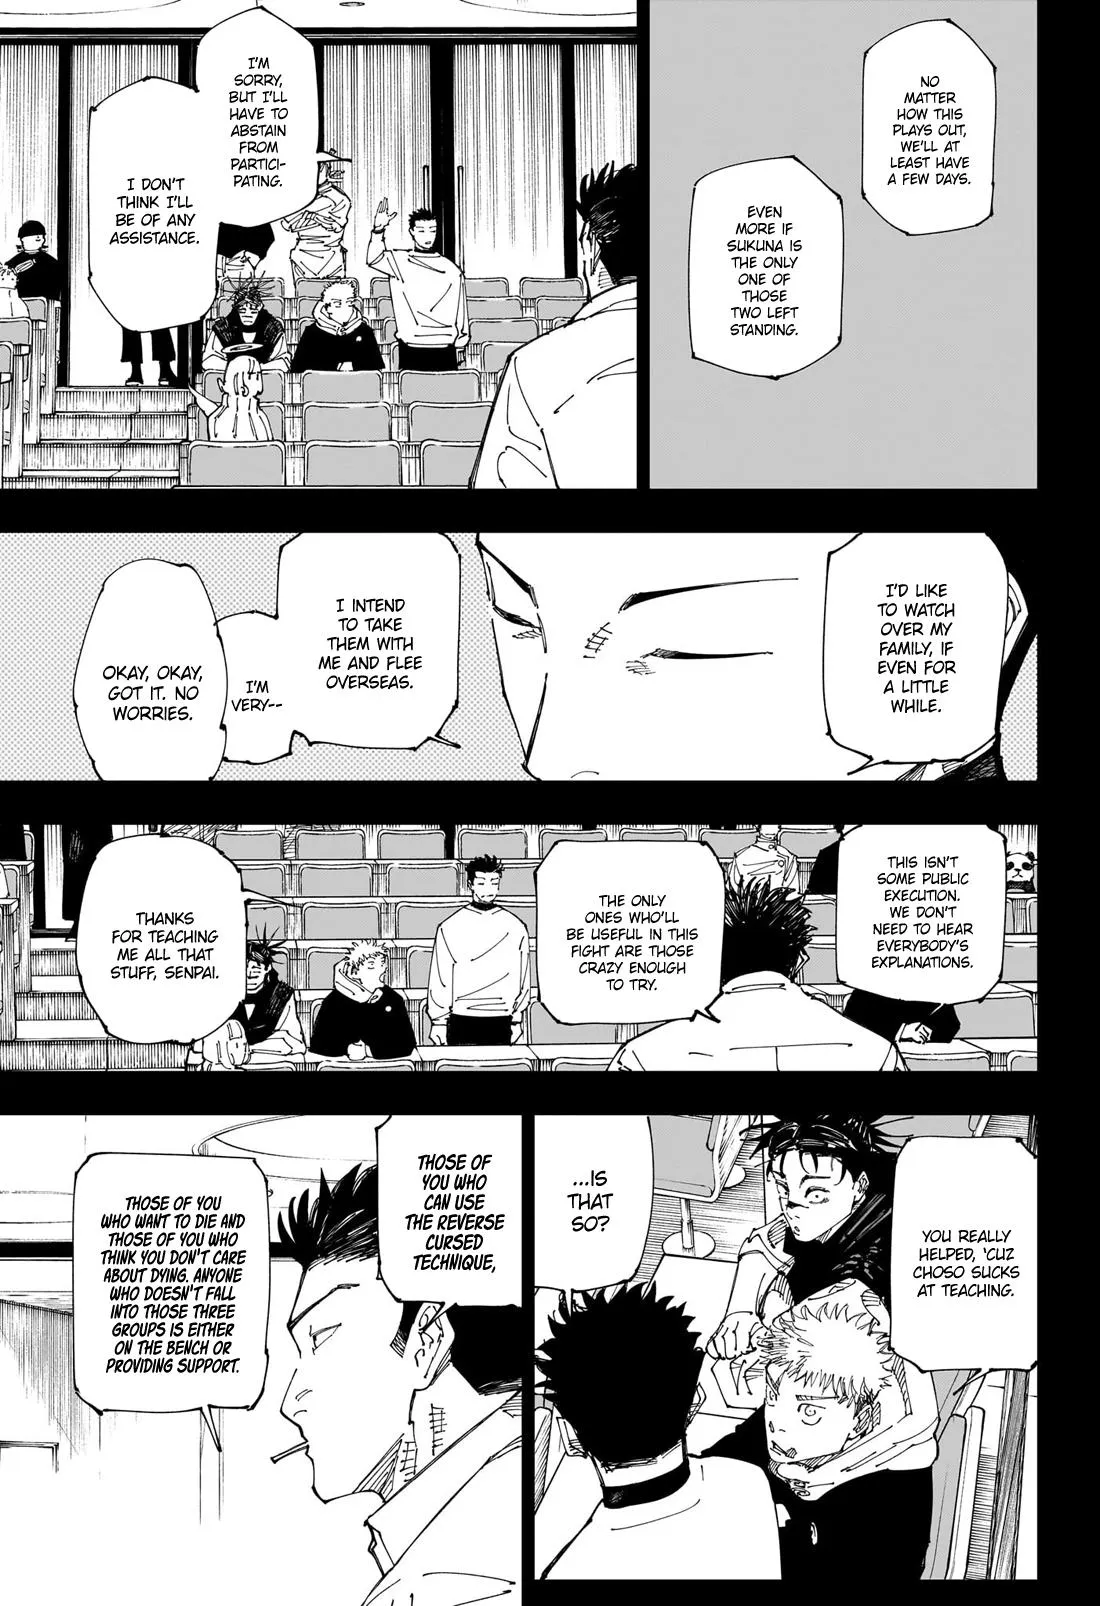 NO
MATTER
HOW THIS
PLAYS OUT,
WE'LL AT
LEAST HAVE
A FEW DAYS.
EVEN
MORE IF
SUKUNA IS
THE ONLY
ONE OF
THOSE
TWO LEFT
STANDING.
I'M
SORRY,
BUT I'LL
HAVE TO
ABSTAIN
FROM
PARTICI-
PATING.
I DON'T
THINK I'LL
BE OF ANY
ASSISTANCE.
I'D LIKE
TO WATCH
OVER MY
FAMILY, IF
EVEN FOR
A LITTLE
WHILE.
I INTEND
TO TAKE
THEM WITH
ME AND FLEE
OVERSEAS.
I'M
VERY--
OKAY, OKAY,
GOT IT. NO
WORRIES.
THIS ISN'T
SOME PUBLIC
EXECUTION.
WE DON'T
NEED TO HEAR
EVERYBODY'S
EXPLANATIONS.
THE ONLY
ONES WHO'LL
BE USEFUL IN THIS
FIGHT ARE THOSE
CRAZY ENOUGH
TO TRY.
THANKS
FOR TEACHING
ME ALL THAT
STUFF, SENPAI.
YOU REALLY
HELPED, 'CUZ
CHOSO SUCKS
AT TEACHING.
...IS
THAT
SO?
THOSE OF
YOU WHO
CAN USE
THE REVERSE
CURSED
TECHNIQUE,
THOSE OF YOU
WHO WANT TO DIE AND
THOSE OF YOU WHO
THINK YOU DON'T CARE
ABOUT DYING. ANYONE
WHO DOESN'T FALL
INTO THOSE THREE
GROUPS IS EITHER
ON THE BENCH OR
PROVIDING SUPPORT.